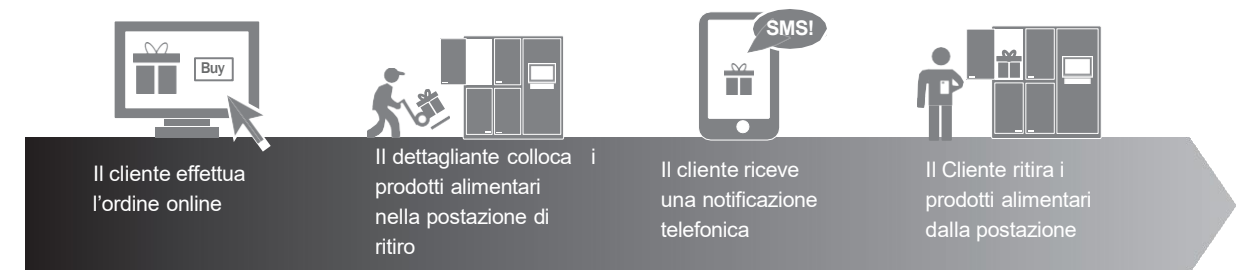 Buy
SMS!
Il cliente effettua
l’ordine online
Il dettagliante colloca i
prodotti alimentari
nella postazione di
ritiro
Il cliente riceve
una notificazione
telefonica
Il Cliente ritira i
prodotti alimentari
dalla postazione